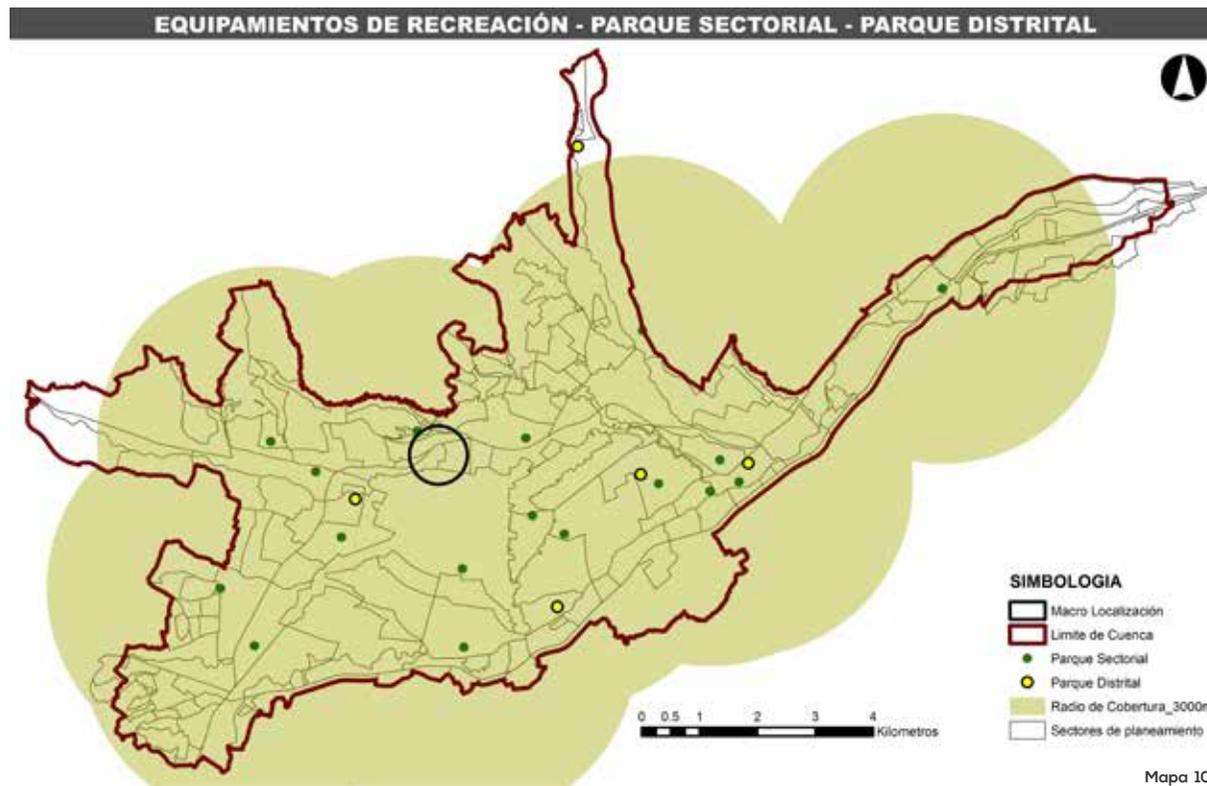 EQUIPAMIENTOS DE RECREACIÓN - PARQUE SECTORIAL - PARQUE DISTRITAL
SIMBOLOGIA
Macro Localización
Limite de Cuenca
Parque Sectorial
Parque Distrital
Radio de Cobertura_3000m
Sectores de planeamiento
0 0.5 1 2 3 4
Kilometros
Mapa 10